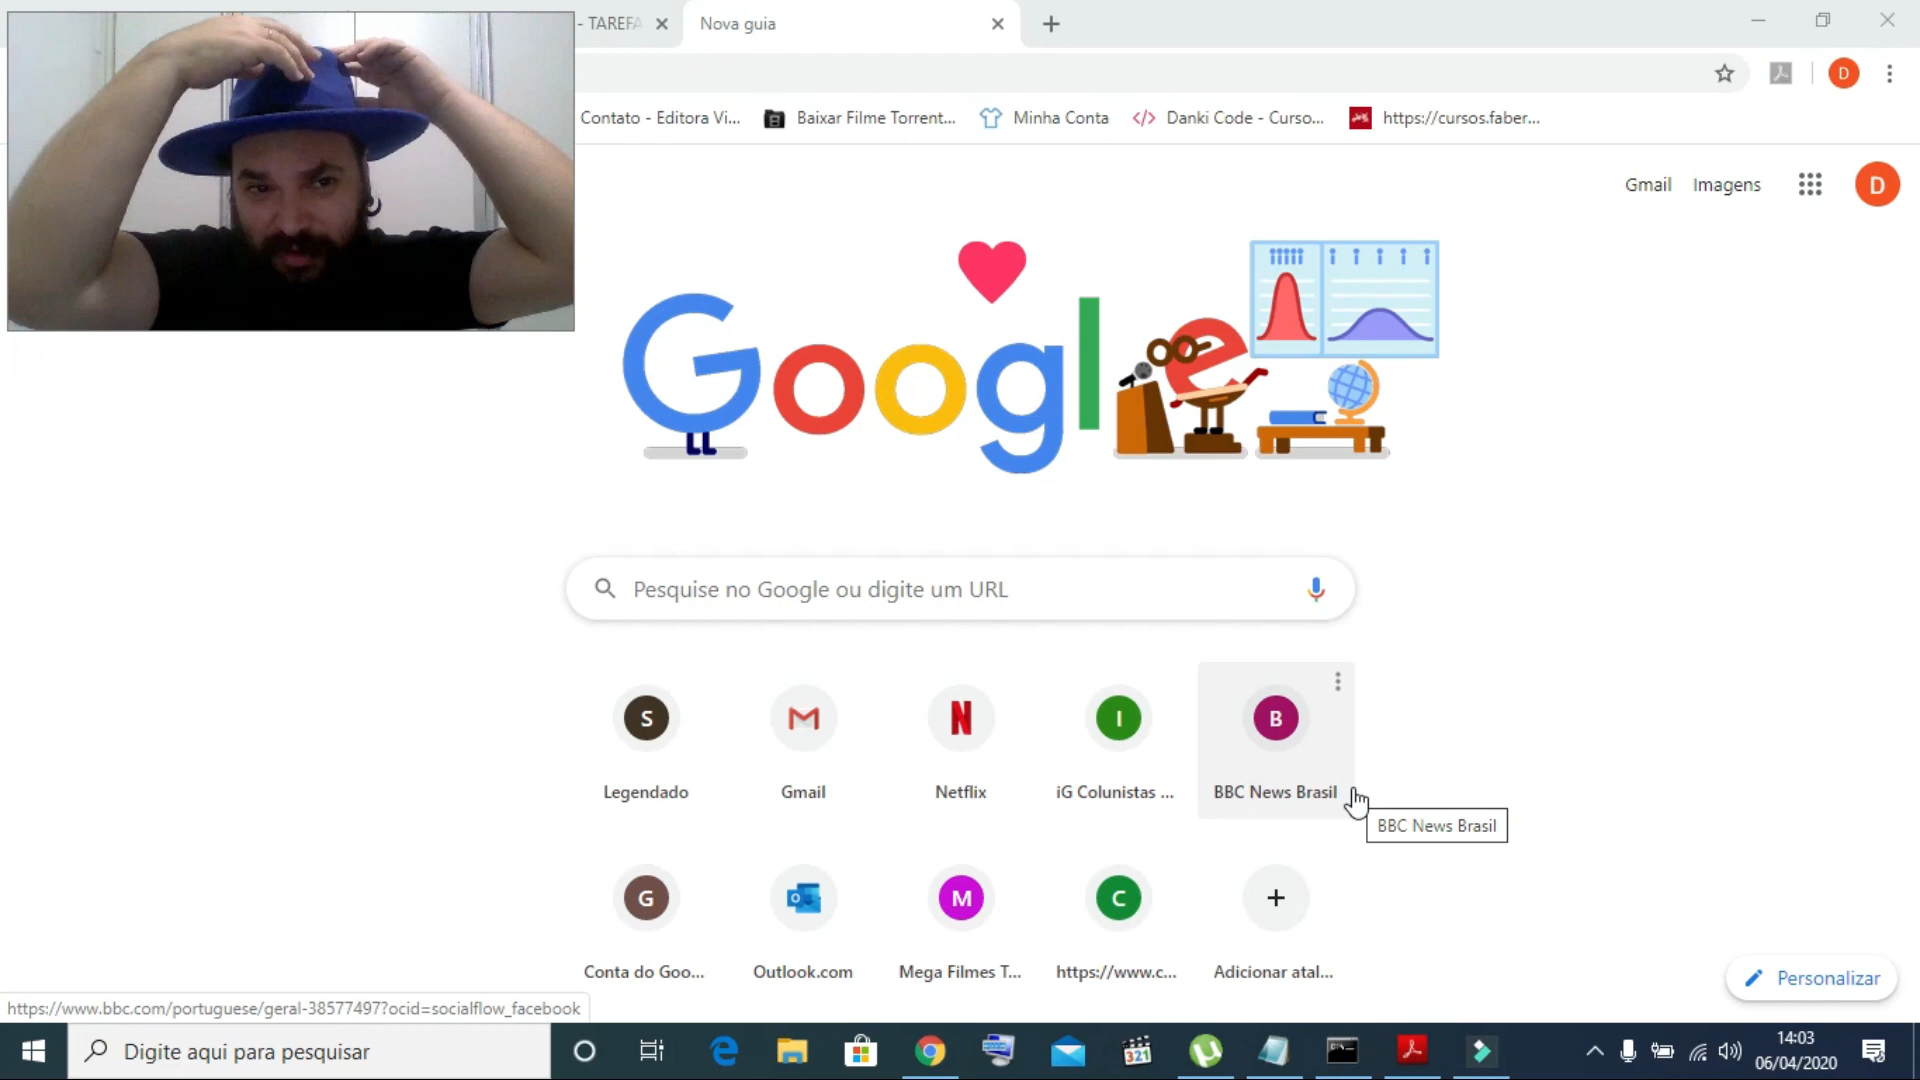 - TAREFA
Nova guia
D
Contato - Editora Vi...
Baixar Filme Torrent...
Minha Conta
Danki Code - Curso...
https://cursos.faber...
Gmail
Imagens
D
Google
Pesquise no Google ou digite um URL
S
I
B
Legendado
Gmail
Netflix
iG Colunistas ...
BBC News Brasil
BBC News Brasil
G
M
C
Conta do Goo...
Outlook.com
Mega Filmes T...
https://www.c...
Adicionar atal...
Personalizar
https://www.bbc.com/portuguese/geral-38577497?ocid=socialflow_facebook
Digite aqui para pesquisar
321
14:03
06/04/2020